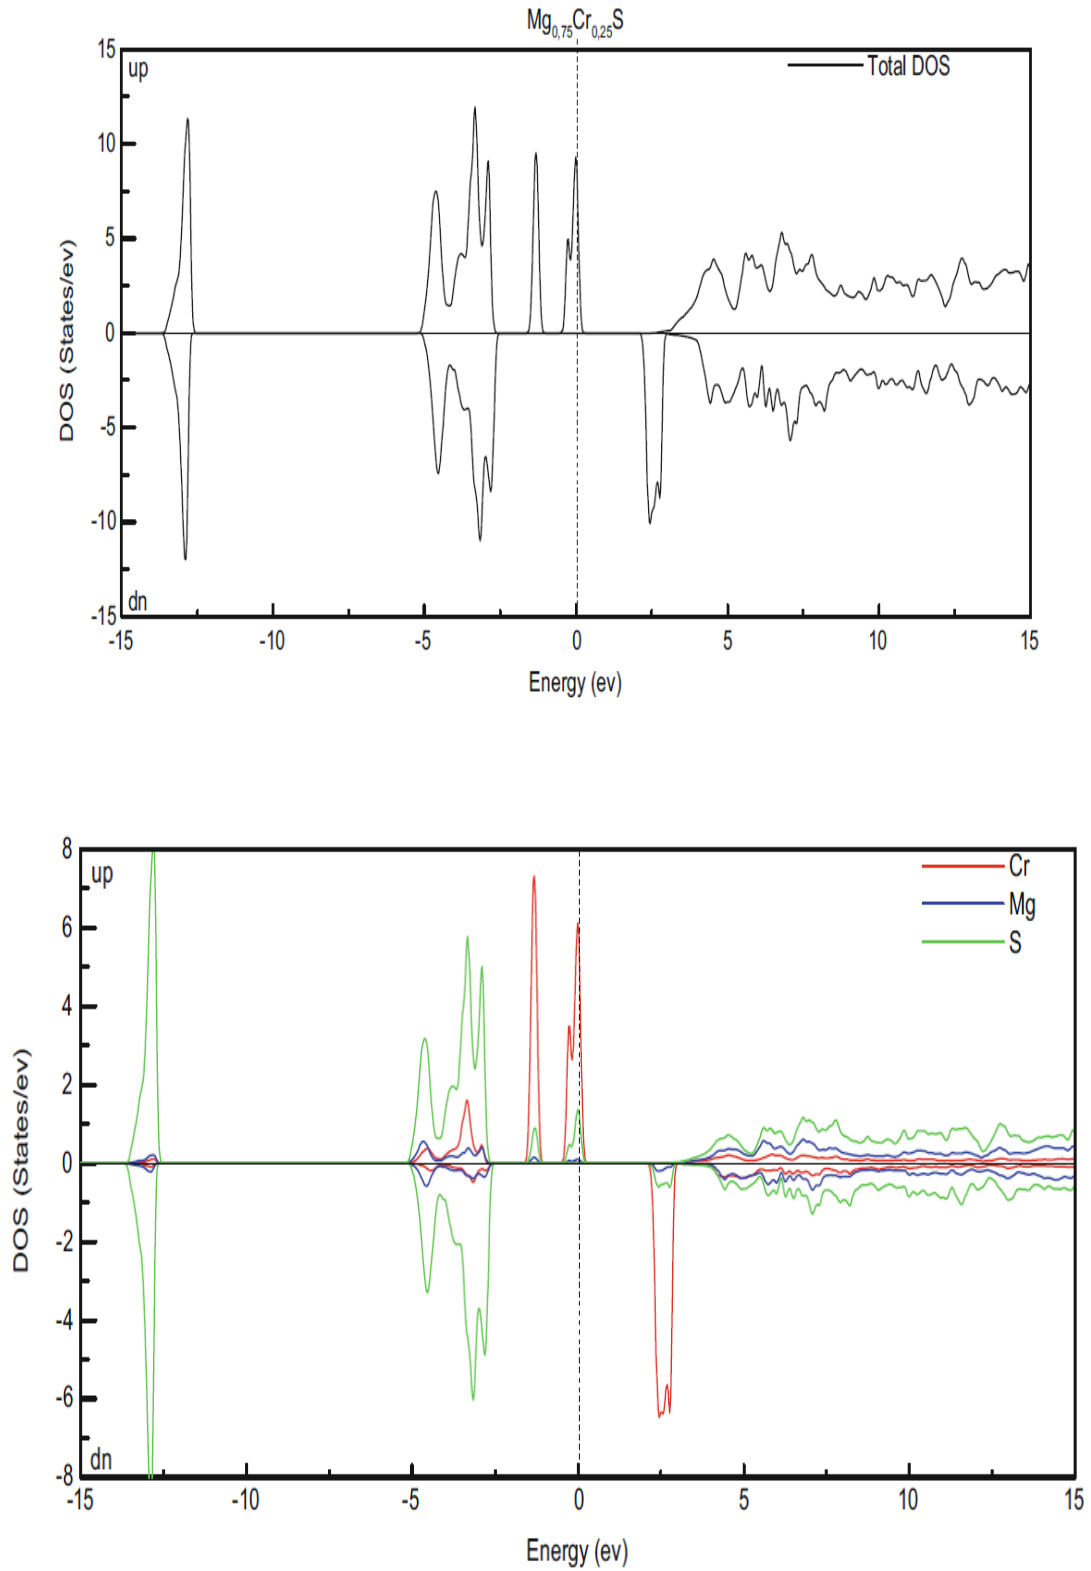 Mg0,75Cr0,25S
15
up
Total DOS
10
5
0
-5
-10
-15
dn
DOS (States/ev)
-15 -10 -5 0 5 10 15
Energy (ev)
8
up
Cr
Mg
S
6
4
2
0
-2
-4
-6
-8
dn
DOS (States/ev)
-15 -10 -5 0 5 10 15
Energy (ev)